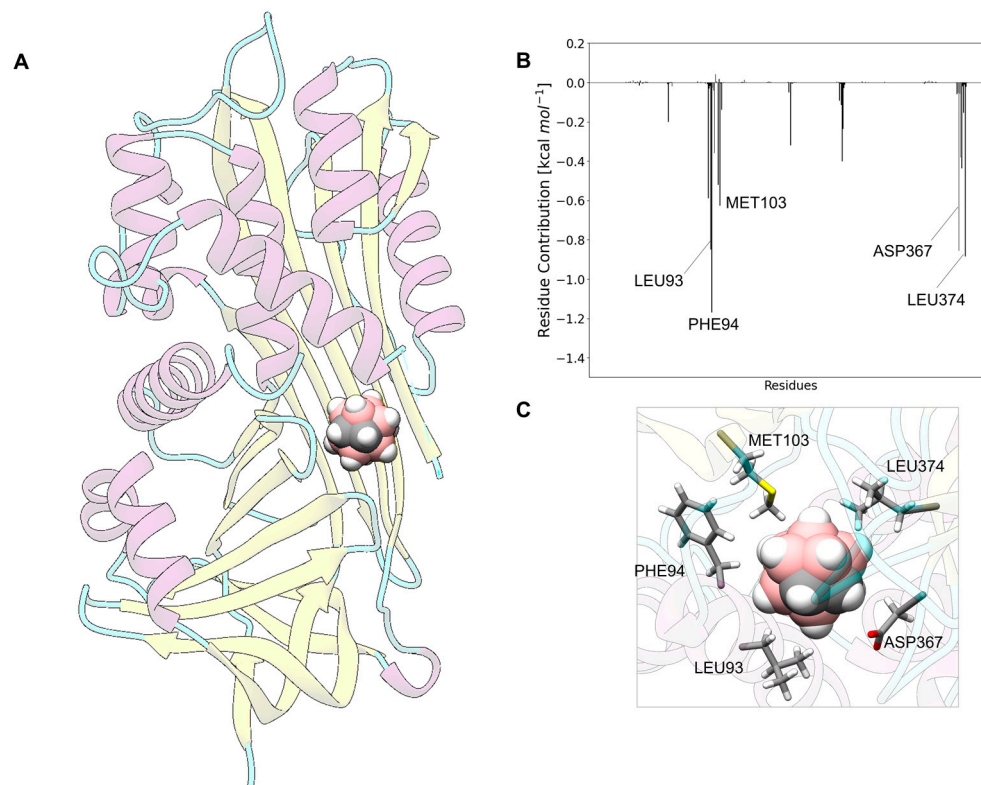 A
B
0.2
0.0
−0.2
−0.4
−0.6
−0.8
−1.0
−1.2
−1.4
Residue Contribution [kcal mol⁻¹]
MET103
ASP367
LEU93
LEU374
PHE94
Residues
C
MET103
LEU374
PHE94
ASP367
LEU93